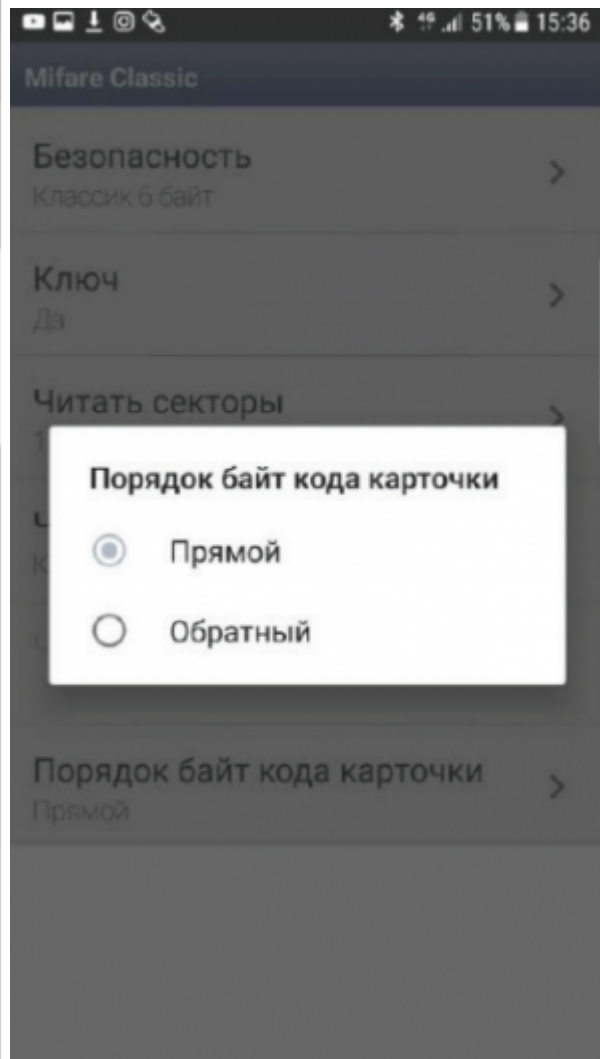 51% 15:36
Mifare Classic
Безопасность
Классик 6 байт
Ключ
Да
Читать секторы
1
Порядок байт кода карточки
Ч
К
Прямой
Ч
Обратный
Порядок байт кода карточки
Прямой